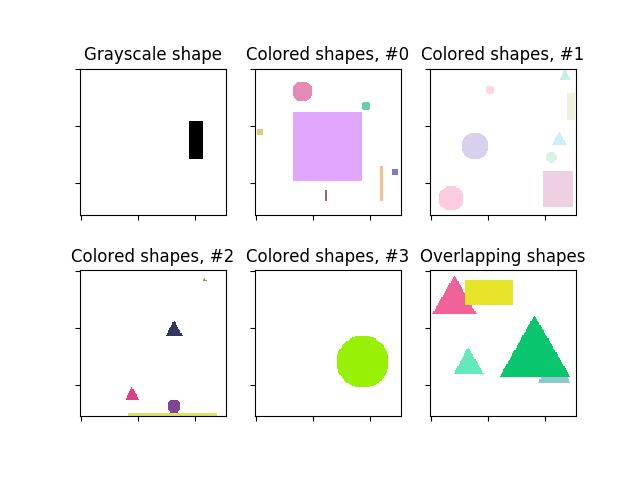 Grayscale shape
Colored shapes, #0
Colored shapes, #1
Colored shapes, #2
Colored shapes, #3
Overlapping shapes